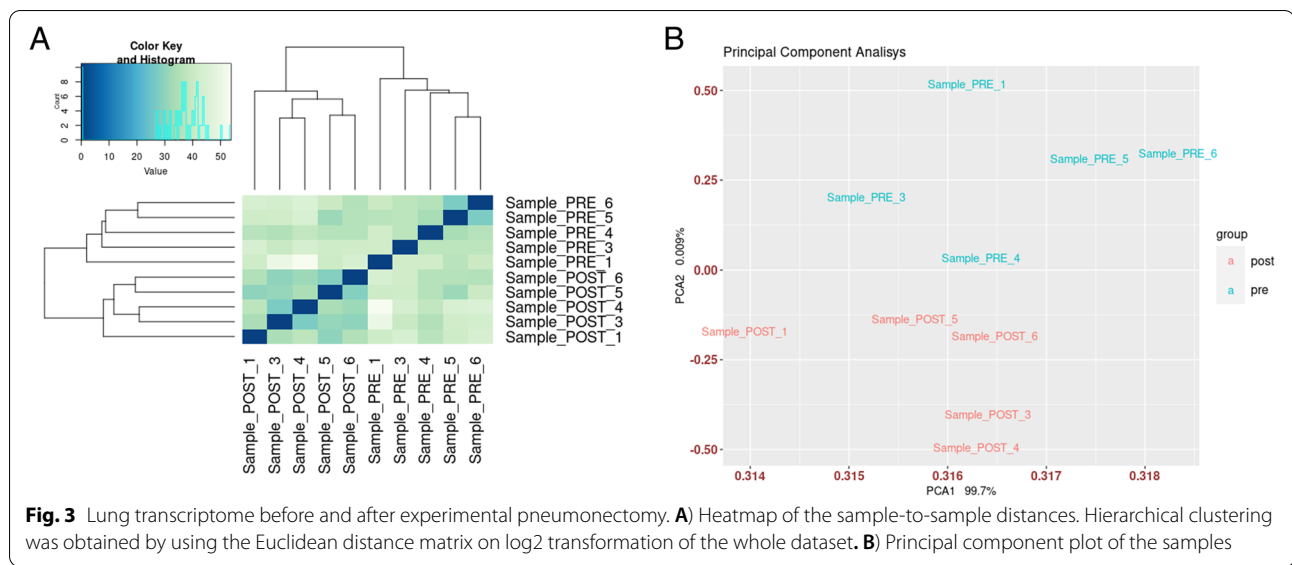 A
Color Key
and Histogram
Count
0 2 4 6 8
0 10 20 30 40 50
Value
Sample_PRE_6
Sample_PRE_5
Sample_PRE_4
Sample_PRE_3
Sample_PRE_1
Sample_POST_6
Sample_POST_5
Sample_POST_4
Sample_POST_3
Sample_POST_1
Sample_POST_1
Sample_POST_3
Sample_POST_4
Sample_POST_5
Sample_POST_6
Sample_PRE_1
Sample_PRE_3
Sample_PRE_4
Sample_PRE_5
Sample_PRE_6
B
Principal Component Analisys
PCA2 0.009%
0.50
0.25
0.00
-0.25
-0.50
Sample_PRE_1
Sample_PRE_5
Sample_PRE_6
Sample_PRE_3
Sample_PRE_4
Sample_POST_5
Sample_POST_1
Sample_POST_6
Sample_POST_3
Sample_POST_4
0.314 0.315 0.316 0.317 0.318
PCA1 99.7%
group
a post
a pre
Fig. 3 Lung transcriptome before and after experimental pneumonectomy. A) Heatmap of the sample-to-sample distances. Hierarchical clustering
was obtained by using the Euclidean distance matrix on log2 transformation of the whole dataset. B) Principal component plot of the samples